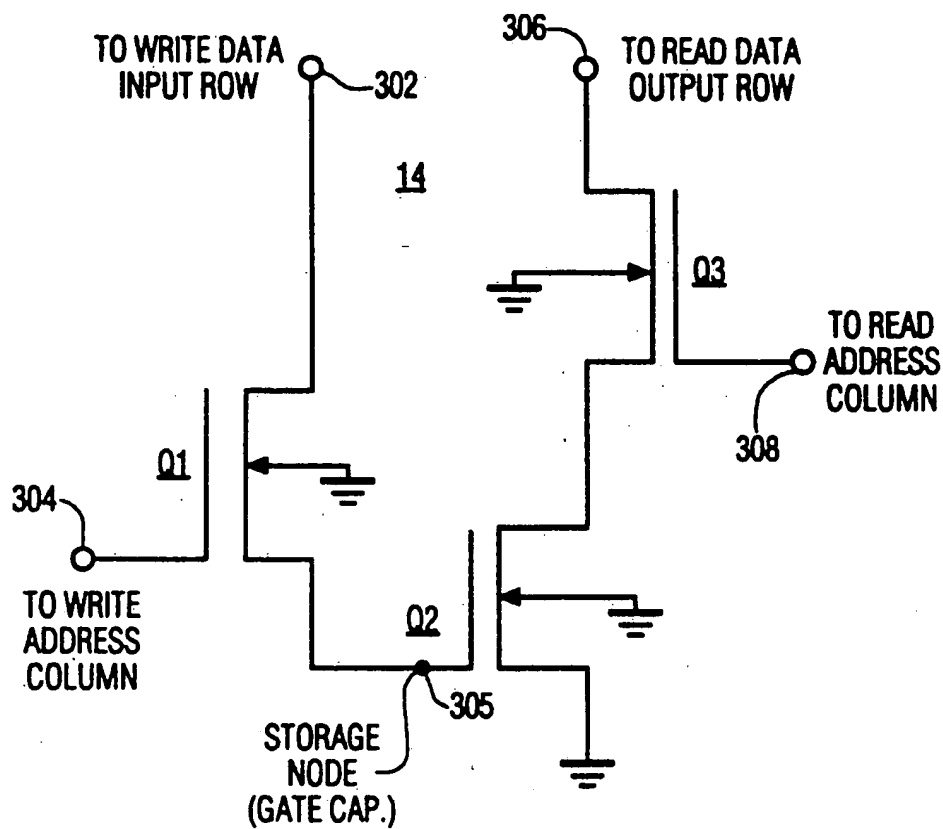 TO WRITE DATA
INPUT ROW
302
306
TO READ DATA
OUTPUT ROW
14
Q3
TO READ
ADDRESS
COLUMN
308
Q1
304
TO WRITE
ADDRESS
COLUMN
Q2
305
STORAGE
NODE
(GATE CAP.)